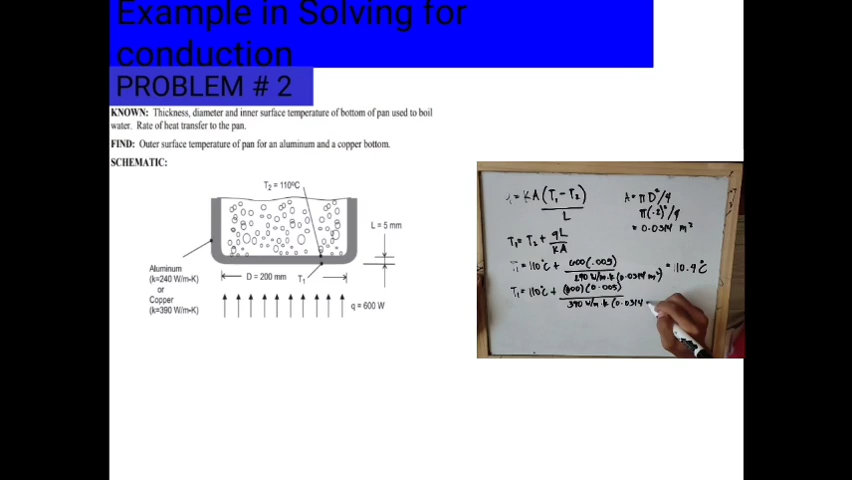 Example in Solving for
conduction
PROBLEM # 2
KNOWN: Thickness, diameter and inner surface temperature of bottom of pan used to boil
water. Rate of heat transfer to the pan.
FIND: Outer surface temperature of pan for an aluminum and a copper bottom.
SCHEMATIC:
T₂ = 110ºC
L = 5 mm
Aluminum
(k=240 W/m-K)
or
Copper
(k=390 W/m-K)
D = 200 mm
T₁
q = 600 W
= KA(T₁ - T₂)
L
A = π D²/4
π(.2)²/4
= 0.0314 m²
T₁ = T₂ + qL
KA
T₁ = 110°C + 600(.005) = 110.4°C
240 W/m·K (0.0314 m²)
T₁ = 110°C + (600)(0.005)
390 W/m·K (0.0314